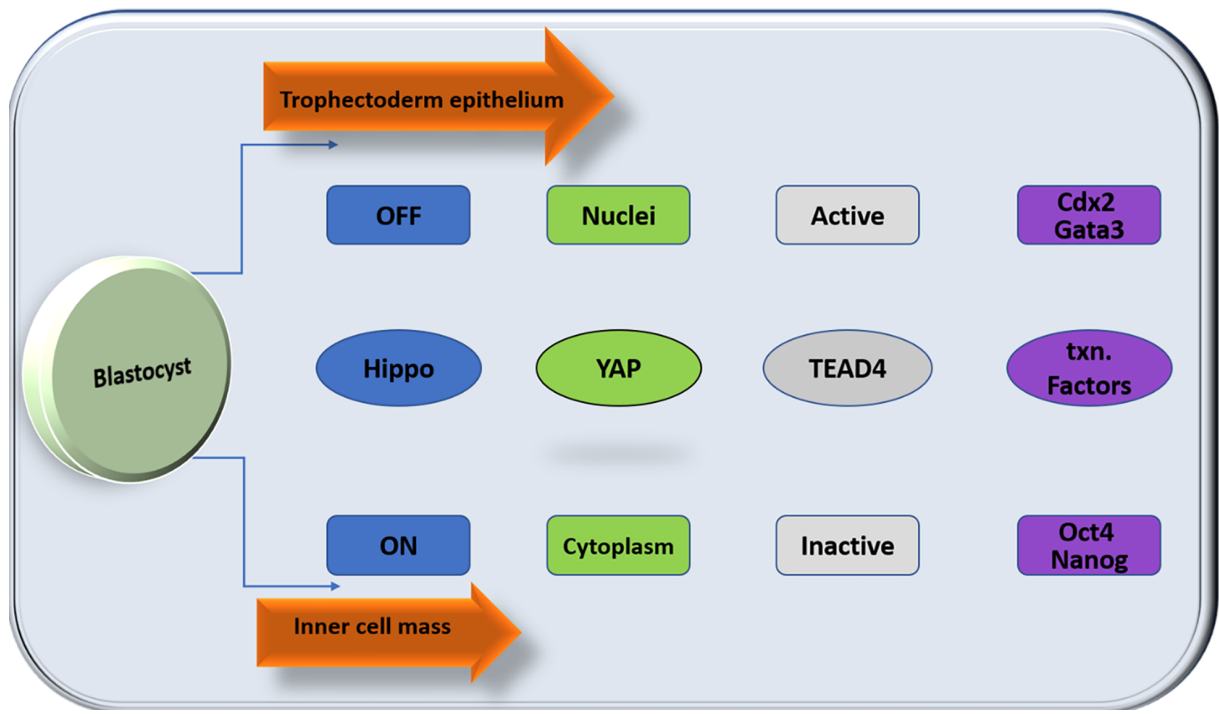 Trophectoderm epithelium
OFF
Nuclei
Active
Cdx2
Gata3
Blastocyst
Hippo
YAP
TEAD4
txn.
Factors
ON
Cytoplasm
Inactive
Oct4
Nanog
Inner cell mass